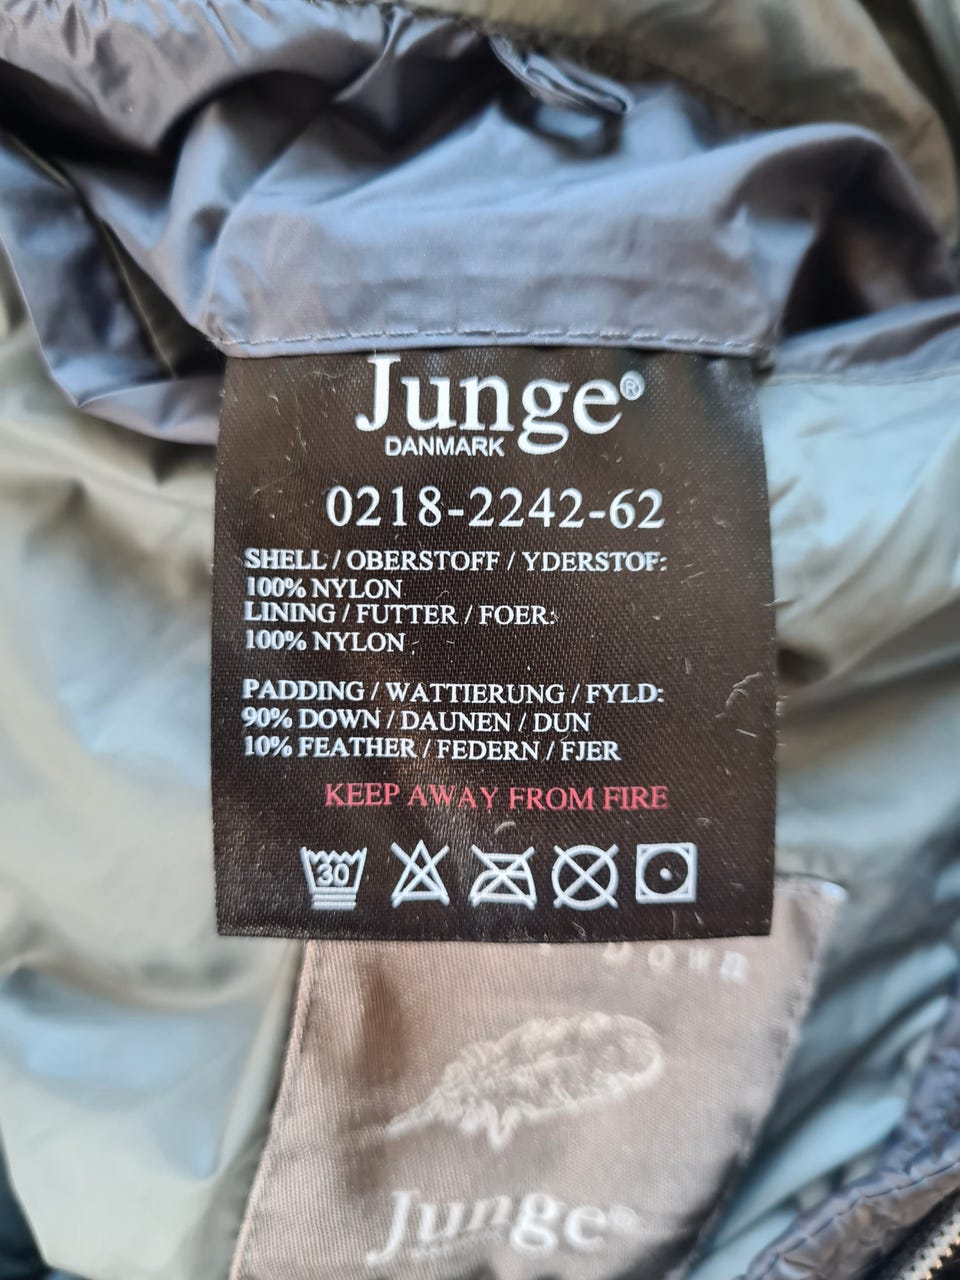 Junge®
DANMARK
0218-2242-62
SHELL / OBERSTOFF / YDERSTOF:
100% NYLON
LINING / FUTTER / FOER:
100% NYLON
PADDING / WATTIERUNG / FYLD:
90% DOWN / DAUNEN / DUN
10% FEATHER / FEDERN / FJER
KEEP AWAY FROM FIRE
30
DOWN
Junge®